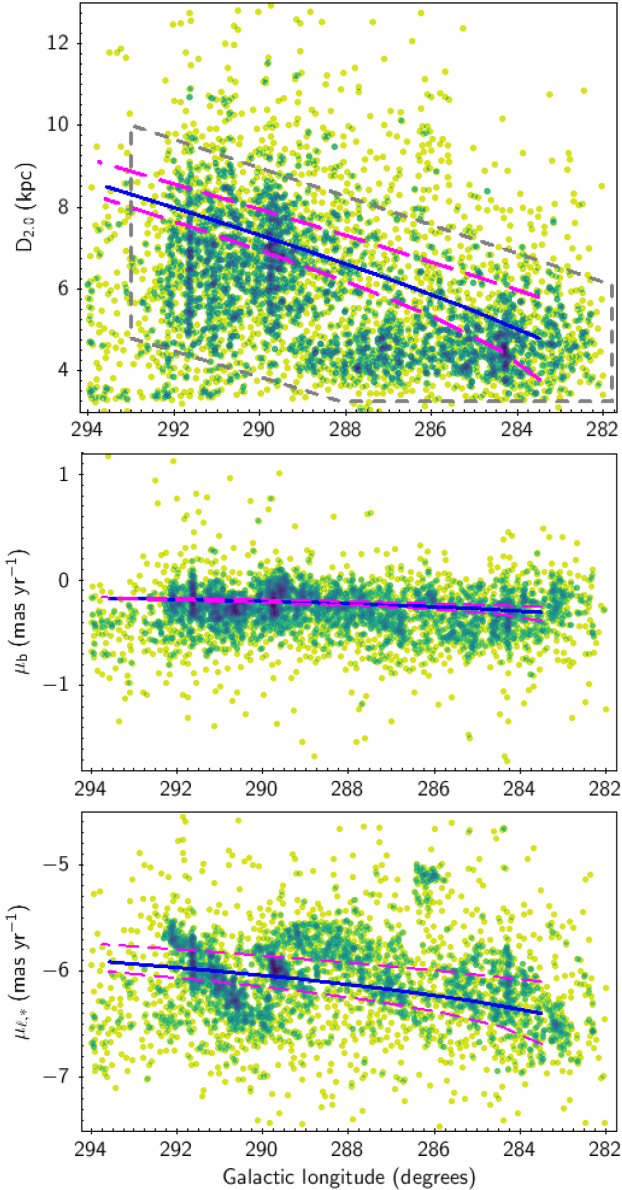 12
10
8
6
4
D2.0 (kpc)
294 292 290 288 286 284 282
1
0
−1
μb (mas yr−1)
294 292 290 288 286 284 282
−5
−6
−7
μℓ,* (mas yr−1)
294 292 290 288 286 284 282
Galactic longitude (degrees)